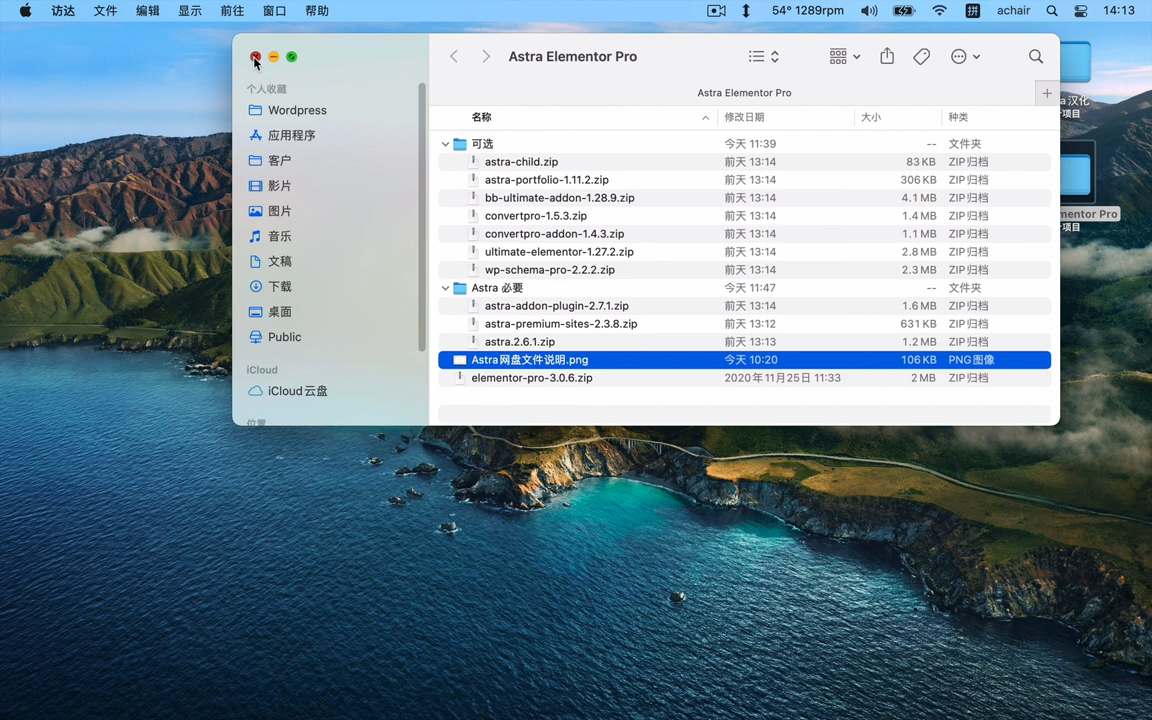 访达 文件 编辑 显示 前往 窗口 帮助 54° 1289rpm 拼 achair 14:13
Astra Elementor Pro
个人收藏
Wordpress
应用程序
客户
影片
图片
音乐
文稿
下载
桌面
Public
iCloud
iCloud云盘
位置
Astra Elementor Pro
名称 修改日期 大小 种类
可选 今天 11:39 -- 文件夹
astra-child.zip 前天 13:14 83 KB ZIP归档
astra-portfolio-1.11.2.zip 前天 13:14 306 KB ZIP归档
bb-ultimate-addon-1.28.9.zip 前天 13:14 4.1 MB ZIP归档
convertpro-1.5.3.zip 前天 13:14 1.4 MB ZIP归档
convertpro-addon-1.4.3.zip 前天 13:14 1.1 MB ZIP归档
ultimate-elementor-1.27.2.zip 前天 13:14 2.8 MB ZIP归档
wp-schema-pro-2.2.2.zip 前天 13:14 2.3 MB ZIP归档
Astra 必要 今天 11:47 -- 文件夹
astra-addon-plugin-2.7.1.zip 前天 13:14 1.6 MB ZIP归档
astra-premium-sites-2.3.8.zip 前天 13:12 631 KB ZIP归档
astra.2.6.1.zip 前天 13:13 1.2 MB ZIP归档
Astra网盘文件说明.png 今天 10:20 106 KB PNG图像
elementor-pro-3.0.6.zip 2020年11月25日 11:33 2 MB ZIP归档
a汉化
项目
mentor Pro
项目